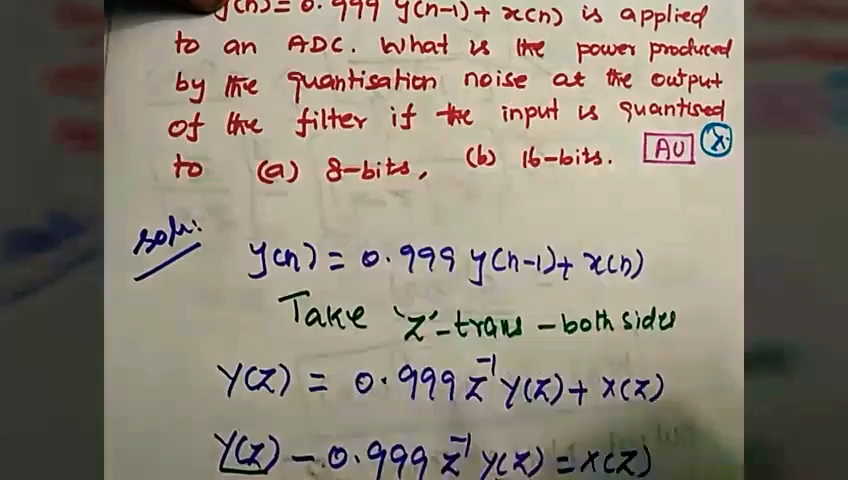 y(n) = 0.999 y(n-1) + x(n) is applied
to an ADC. What is the power produced
by the quantisation noise at the output
of the filter if the input is quantised
to (a) 8-bits, (b) 16-bits. AU X.
Soln:
y(n) = 0.999 y(n-1) + x(n)
Take 'Z'-trans - both sides
Y(Z) = 0.999 Z⁻¹ Y(Z) + X(Z)
Y(Z) - 0.999 Z⁻¹ Y(Z) = X(Z)